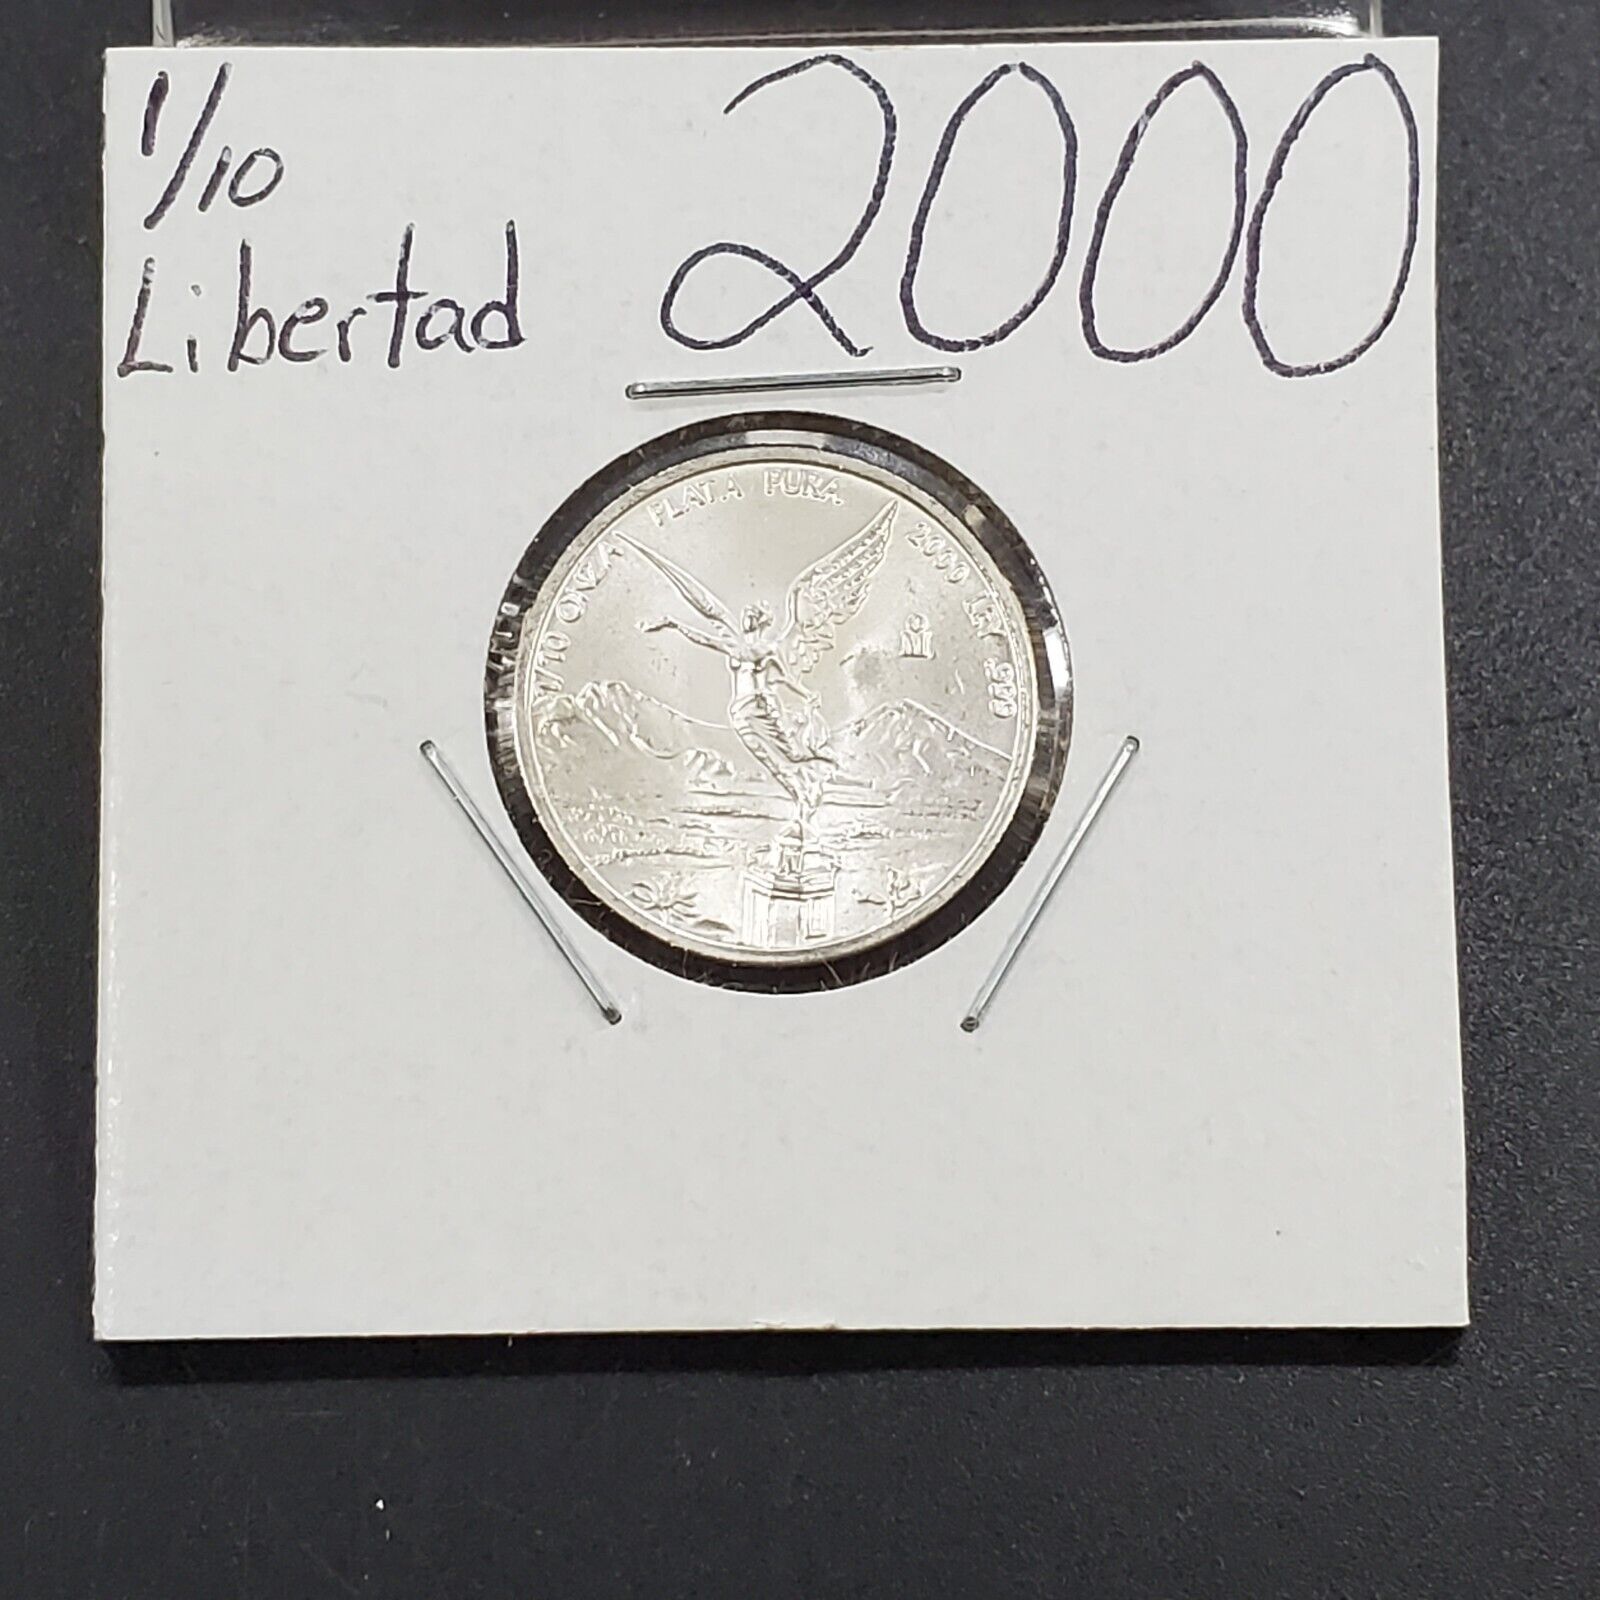 1/10
Libertad
2000
1/10 ONZA PLATA PURA 2000 LEY 999
M